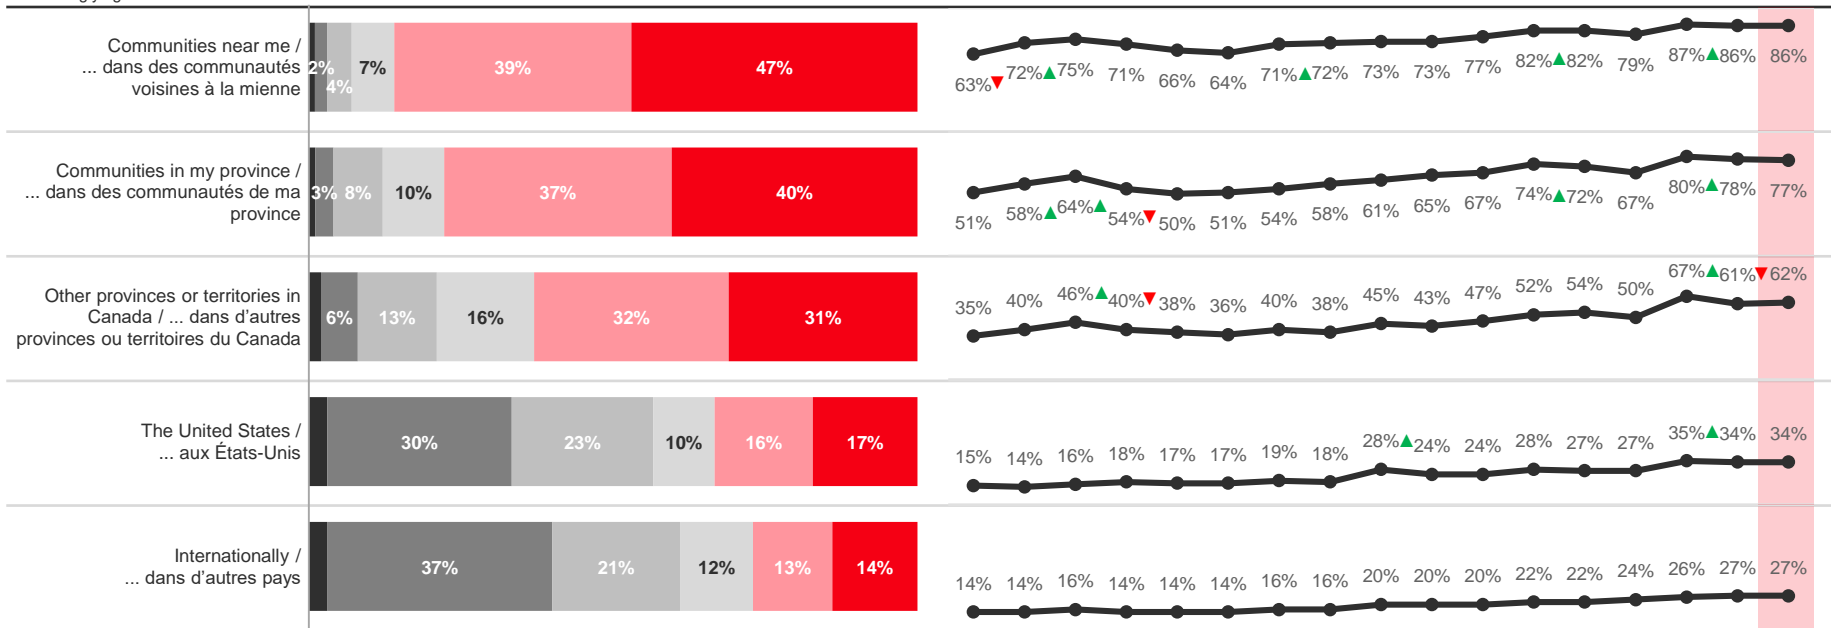 Communities near me /
... dans des communautés
voisines à la mienne
2%
4%
7%
39%
47%
63% 72% 75% 71% 66% 64% 71% 72% 73% 73% 77% 82% 82% 79% 87% 86% 86%
Communities in my province /
... dans des communautés de ma
province
3% 8% 10% 37% 40%
51% 58% 64% 54% 50% 51% 54% 58% 61% 65% 67% 74% 72% 67% 80% 78% 77%
Other provinces or territories in
Canada / ... dans d’autres
provinces ou territoires du Canada
6% 13% 16% 32% 31%
35% 40% 46% 40% 38% 36% 40% 38% 45% 43% 47% 52% 54% 50% 67% 61% 62%
The United States /
... aux États-Unis
30% 23% 10% 16% 17%
15% 14% 16% 18% 17% 17% 19% 18% 28% 24% 24% 28% 27% 27% 35% 34% 34%
Internationally /
... dans d’autres pays
37% 21% 12% 13% 14%
14% 14% 16% 14% 14% 14% 16% 16% 20% 20% 20% 22% 22% 24% 26% 27% 27%